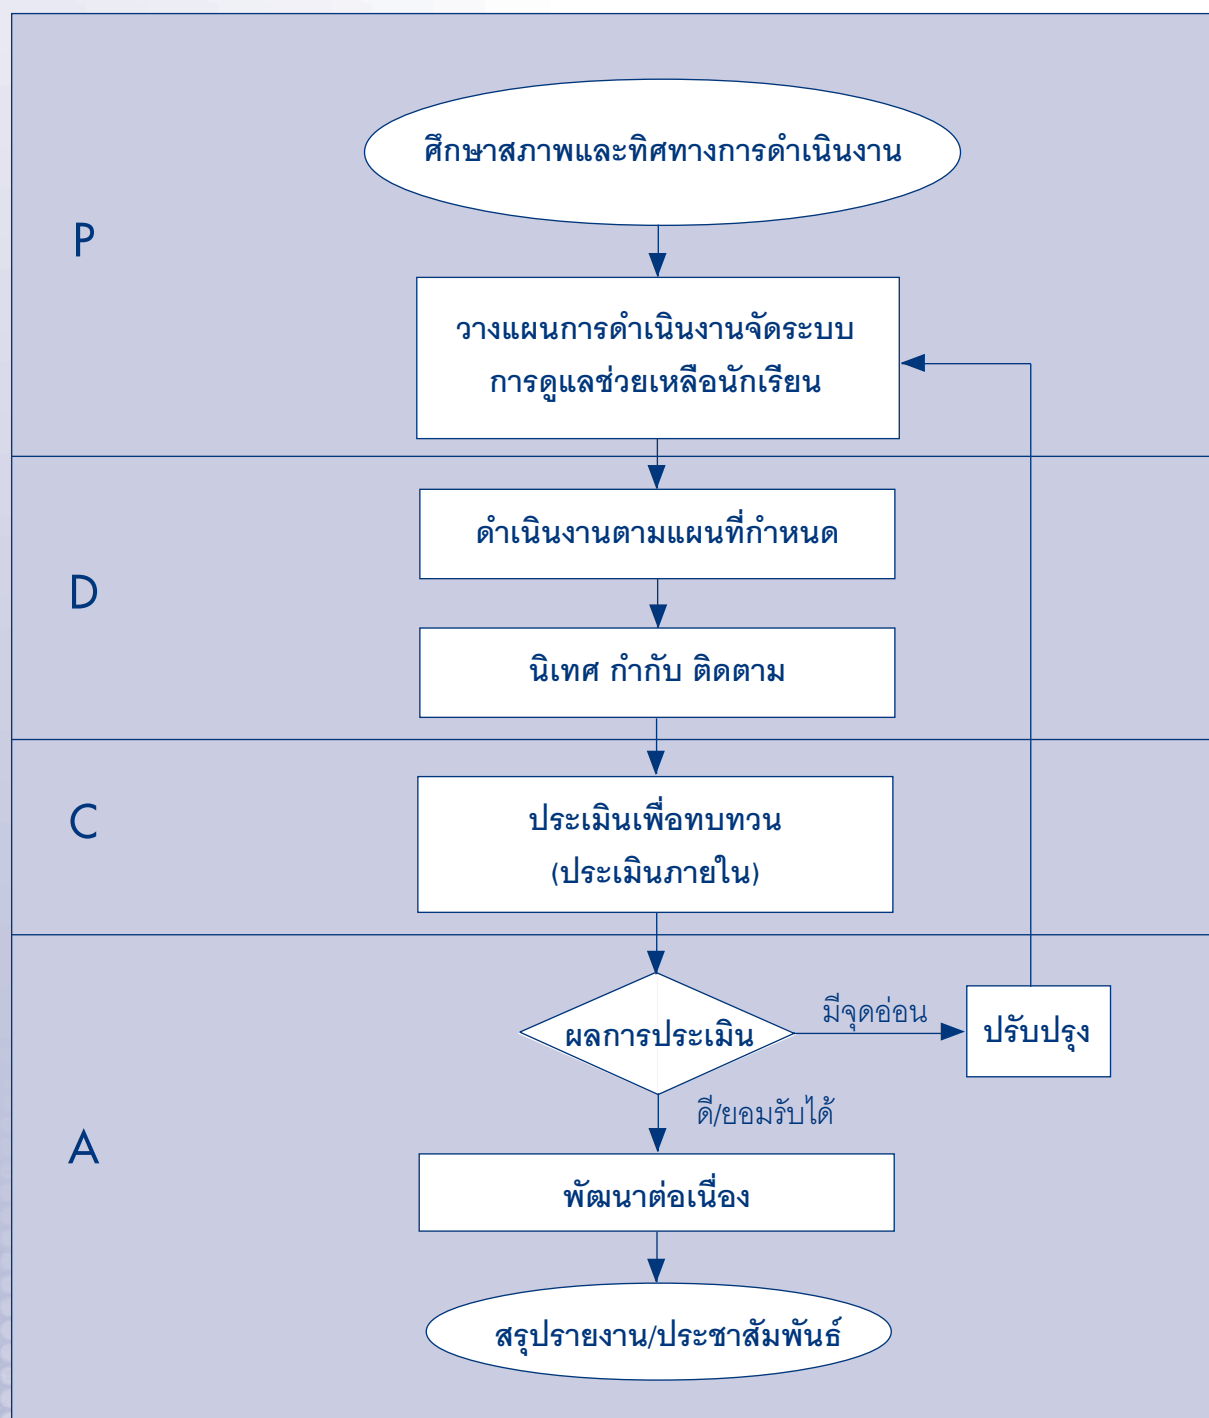 ศึกษาสภาพและทิศทางการดำเนินงาน
P
วางแผนการดำเนินงานจัดระบบ
การดูแลช่วยเหลือนักเรียน
ดำเนินงานตามแผนที่กำหนด
D
นิเทศ กำกับ ติดตาม
C
ประเมินเพื่อทบทวน
(ประเมินภายใน)
ผลการประเมิน
มีจุดอ่อน
ปรับปรุง
ดี/ยอมรับได้
A
พัฒนาต่อเนื่อง
สรุปรายงาน/ประชาสัมพันธ์